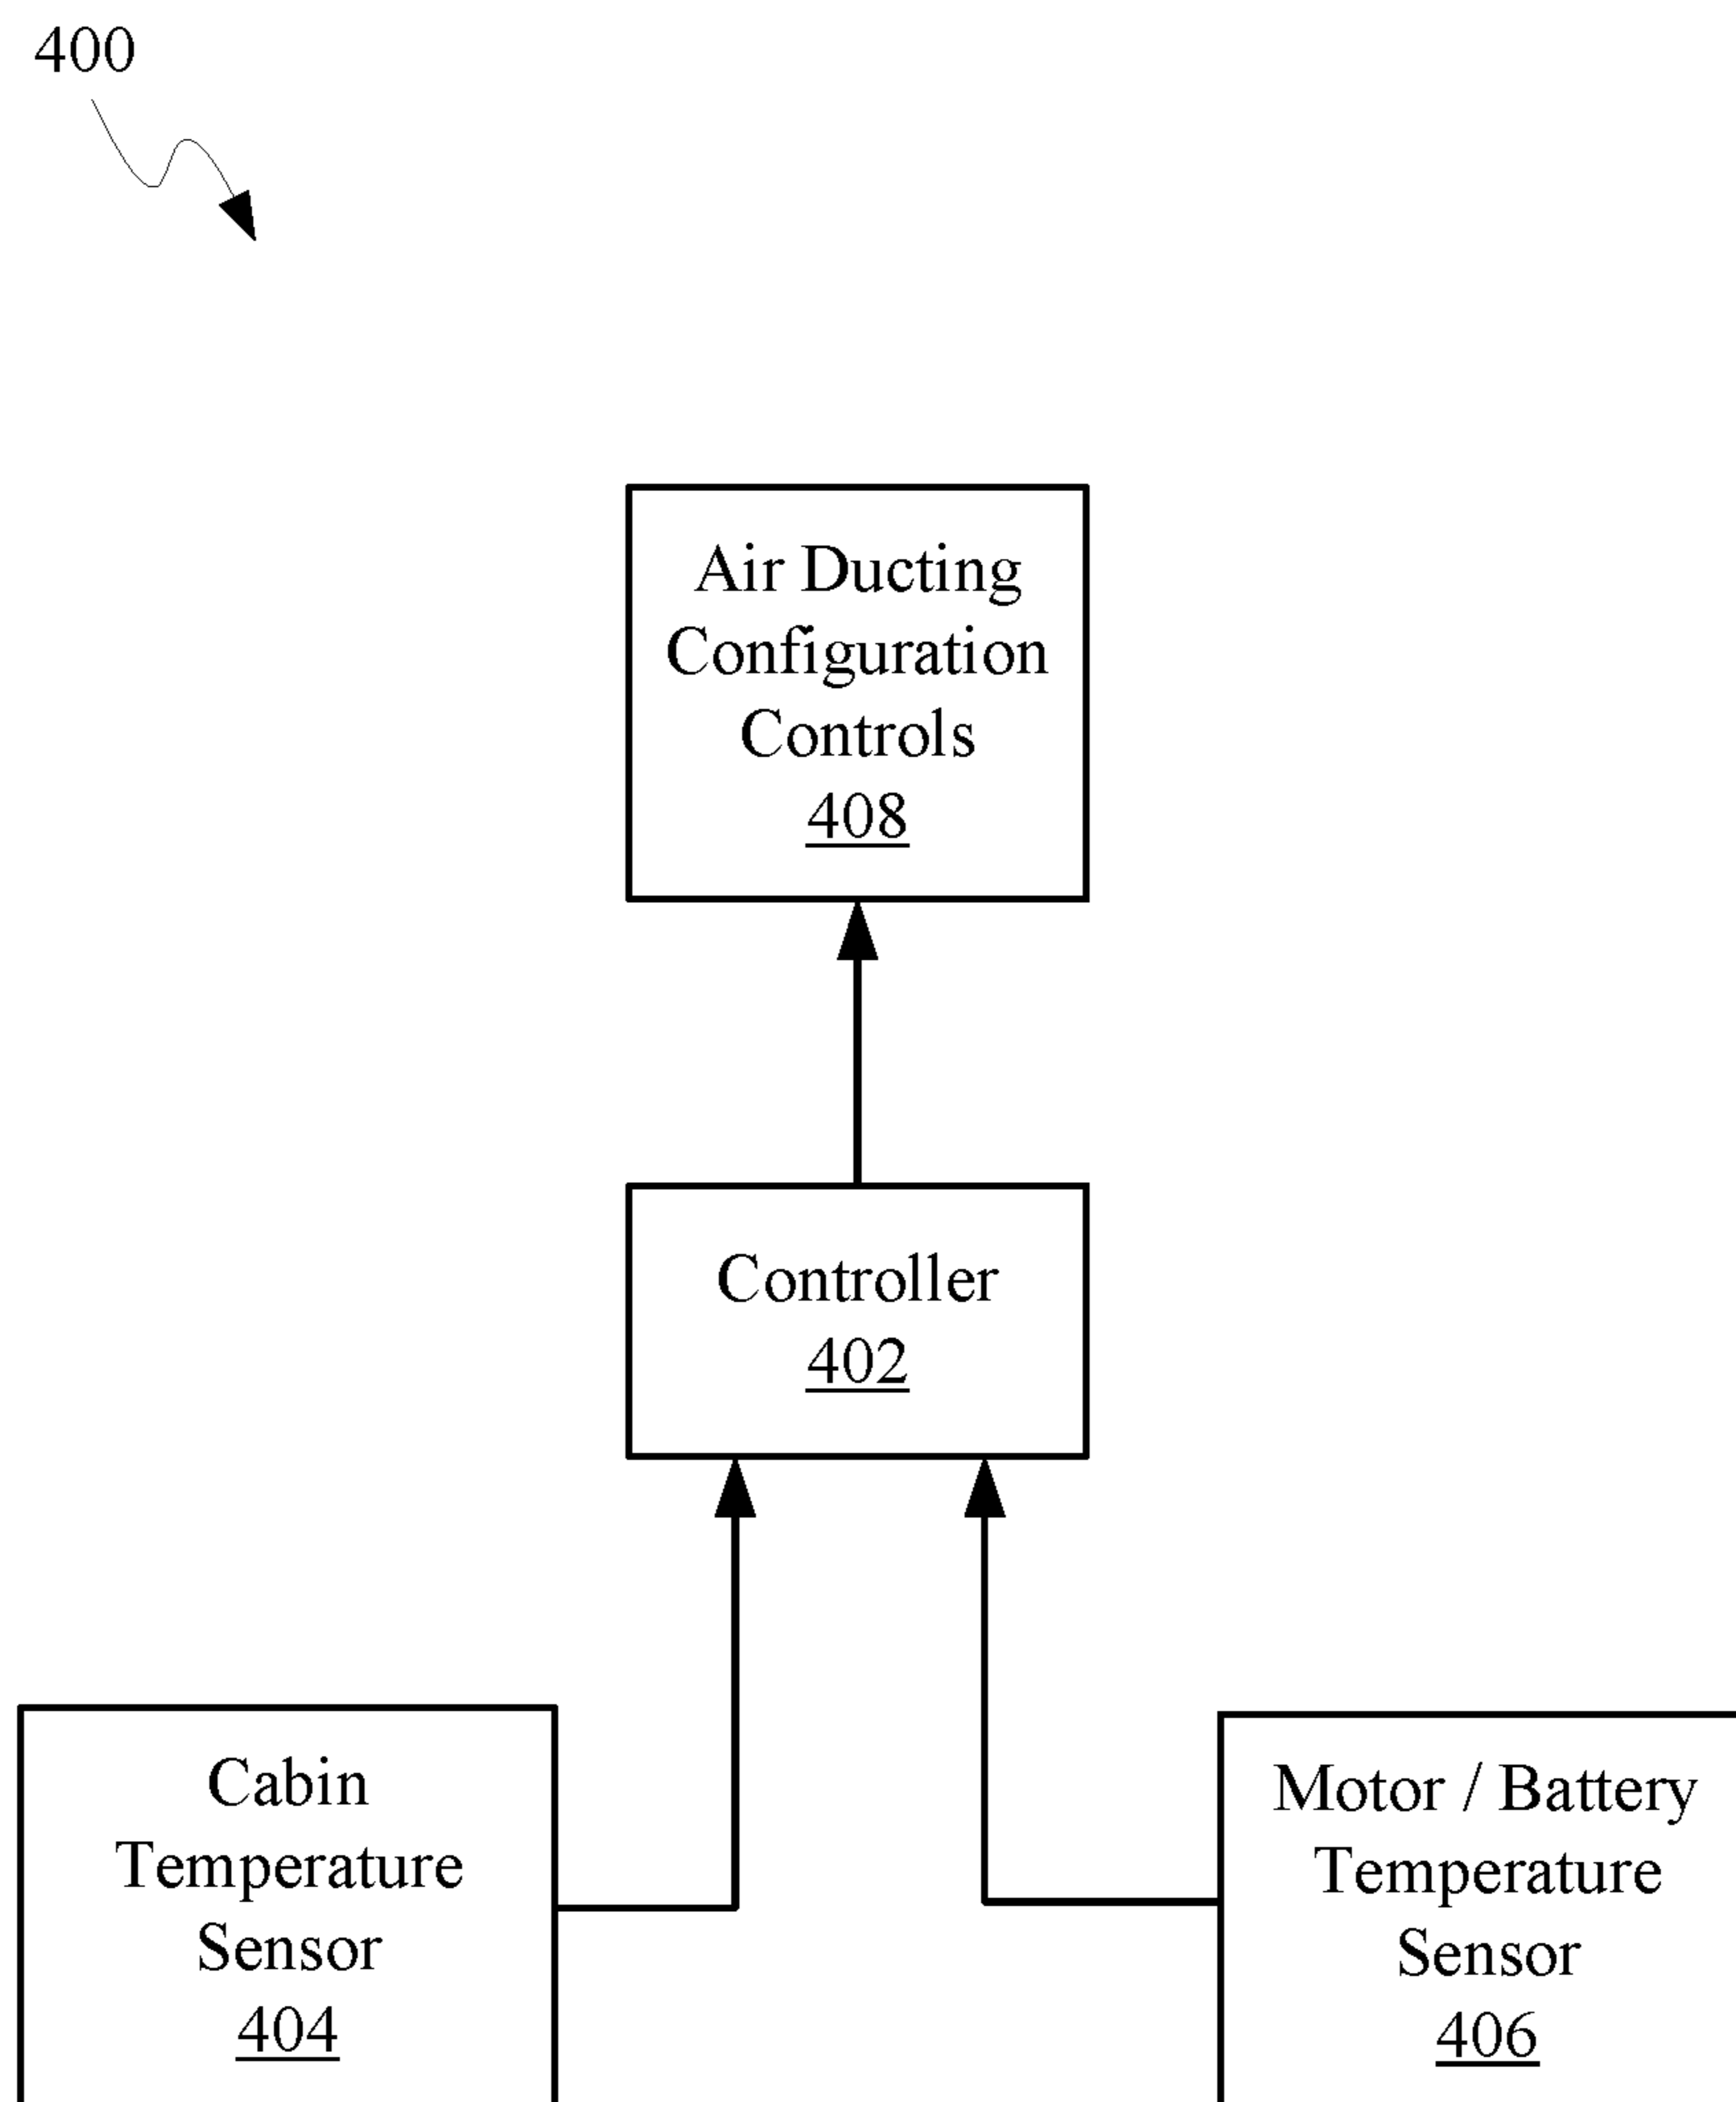 400
Air Ducting
Configuration
Controls
408
Controller
402
Cabin
Temperature
Sensor
404
Motor / Battery
Temperature
Sensor
406